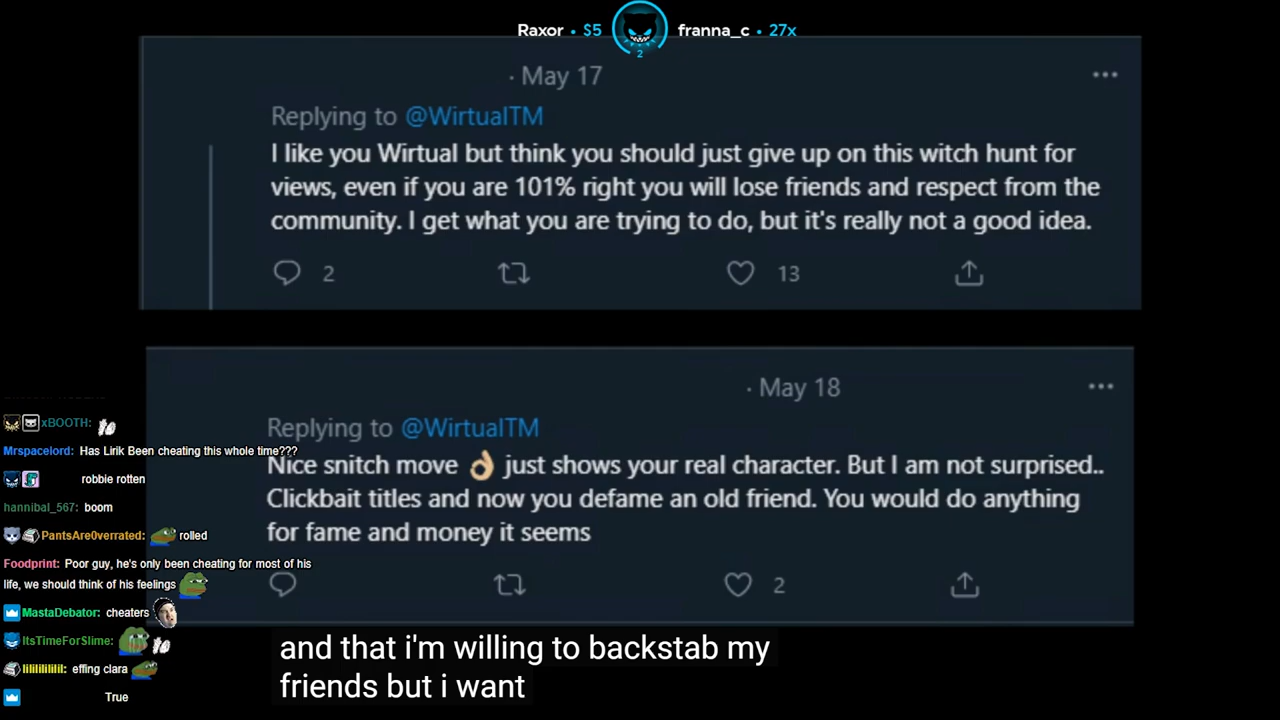 Raxor • $5 franna_c • 27x
2
· May 17
Replying to @WirtualTM
I like you Wirtual but think you should just give up on this witch hunt for
views, even if you are 101% right you will lose friends and respect from the
community. I get what you are trying to do, but it's really not a good idea.
2 13
· May 18
Replying to @WirtualTM
Nice snitch move 👌 just shows your real character. But I am not surprised..
Clickbait titles and now you defame an old friend. You would do anything
for fame and money it seems
2
xBOOTH:
Mrspacelord: Has Lirik Been cheating this whole time???
robbie rotten
hannibal_567: boom
PantsAre0verrated: rolled
Foodprint: Poor guy, he's only been cheating for most of his
life, we should think of his feelings
MastaDebator: cheaters
ItsTimeForSlime:
effing clara
True
and that i'm willing to backstab my
friends but i want